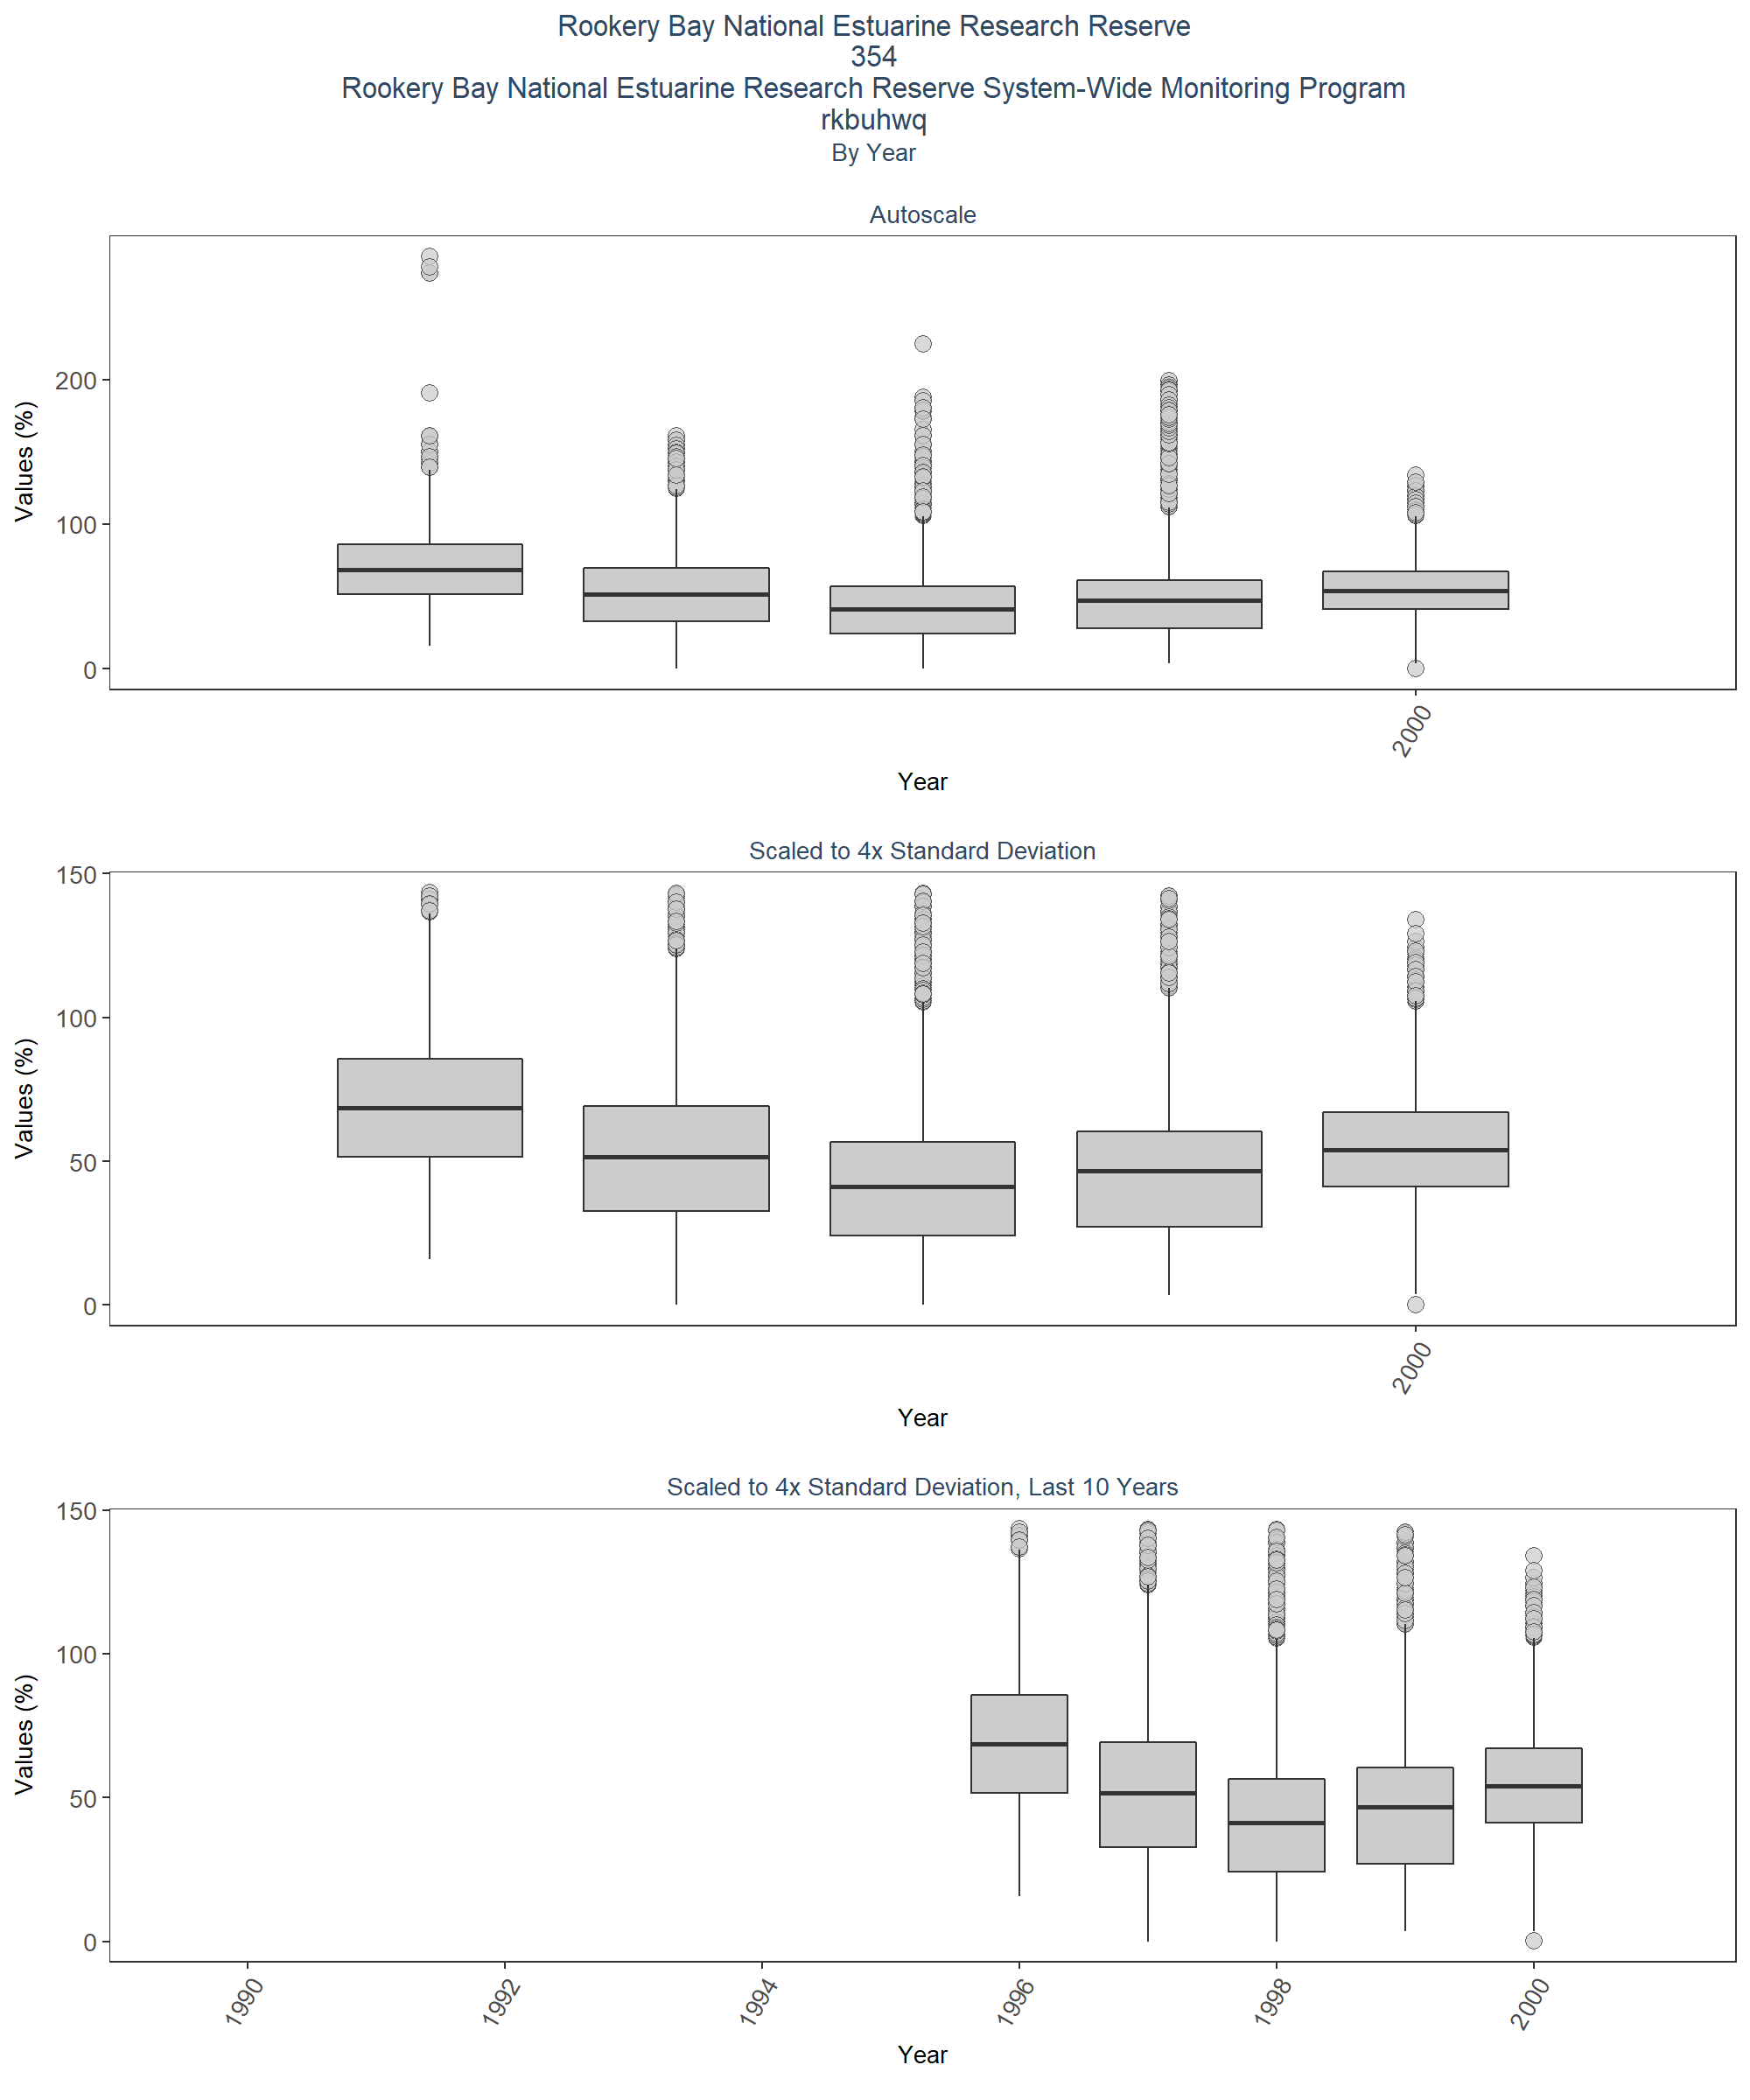 Rookery Bay National Estuarine Research Reserve
354
Rookery Bay National Estuarine Research Reserve System-Wide Monitoring Program
rkbuhwq
By Year
Autoscale
Values (%)
200
100
0
2000
Year
Scaled to 4x Standard Deviation
Values (%)
150
100
50
0
2000
Year
Scaled to 4x Standard Deviation, Last 10 Years
Values (%)
150
100
50
0
1990 1992 1994 1996 1998 2000
Year